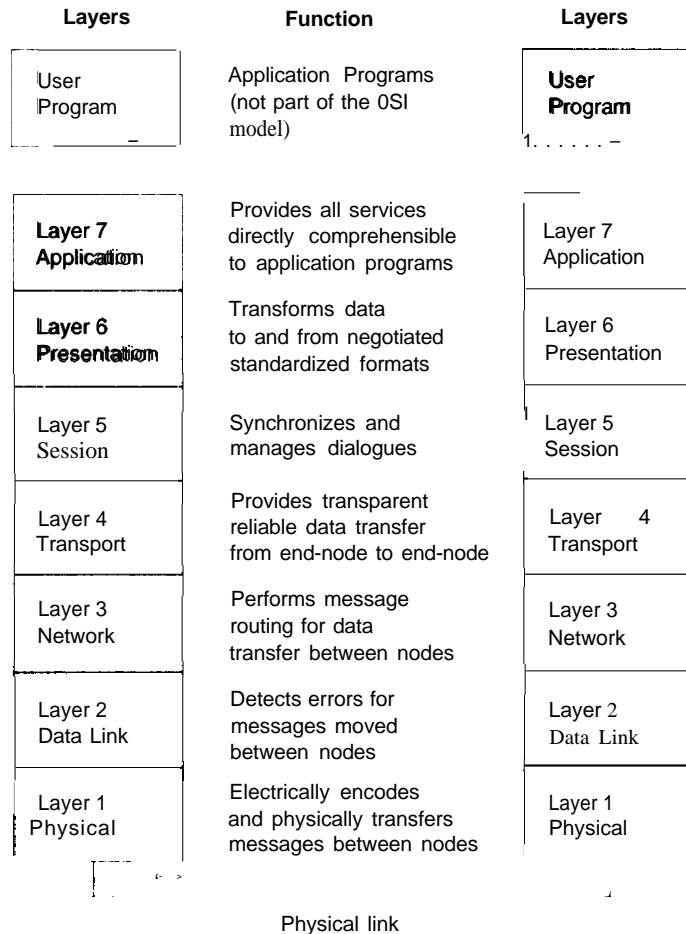 Layers Function Layers
User
Program
Application Programs
(not part of the 0SI
model)
User
Program
1. . . . . . –
Layer 7
Application
Provides all services
directly comprehensible
to application programs
Layer 7
Application
Layer 6
Presentation
Transforms data
to and from negotiated
standardized formats
Layer 6
Presentation
Layer 5
Session
Synchronizes and
manages dialogues
Layer 5
Session
Layer 4
Transport
Provides transparent
reliable data transfer
from end-node to end-node
Layer 4
Transport
Layer 3
Network
Performs message
routing for data
transfer between nodes
Layer 3
Network
Layer 2
Data Link
Detects errors for
messages moved
between nodes
Layer 2
Data Link
Layer 1
Physical
Electrically encodes
and physically transfers
messages between nodes
Layer 1
Physical
Physical link